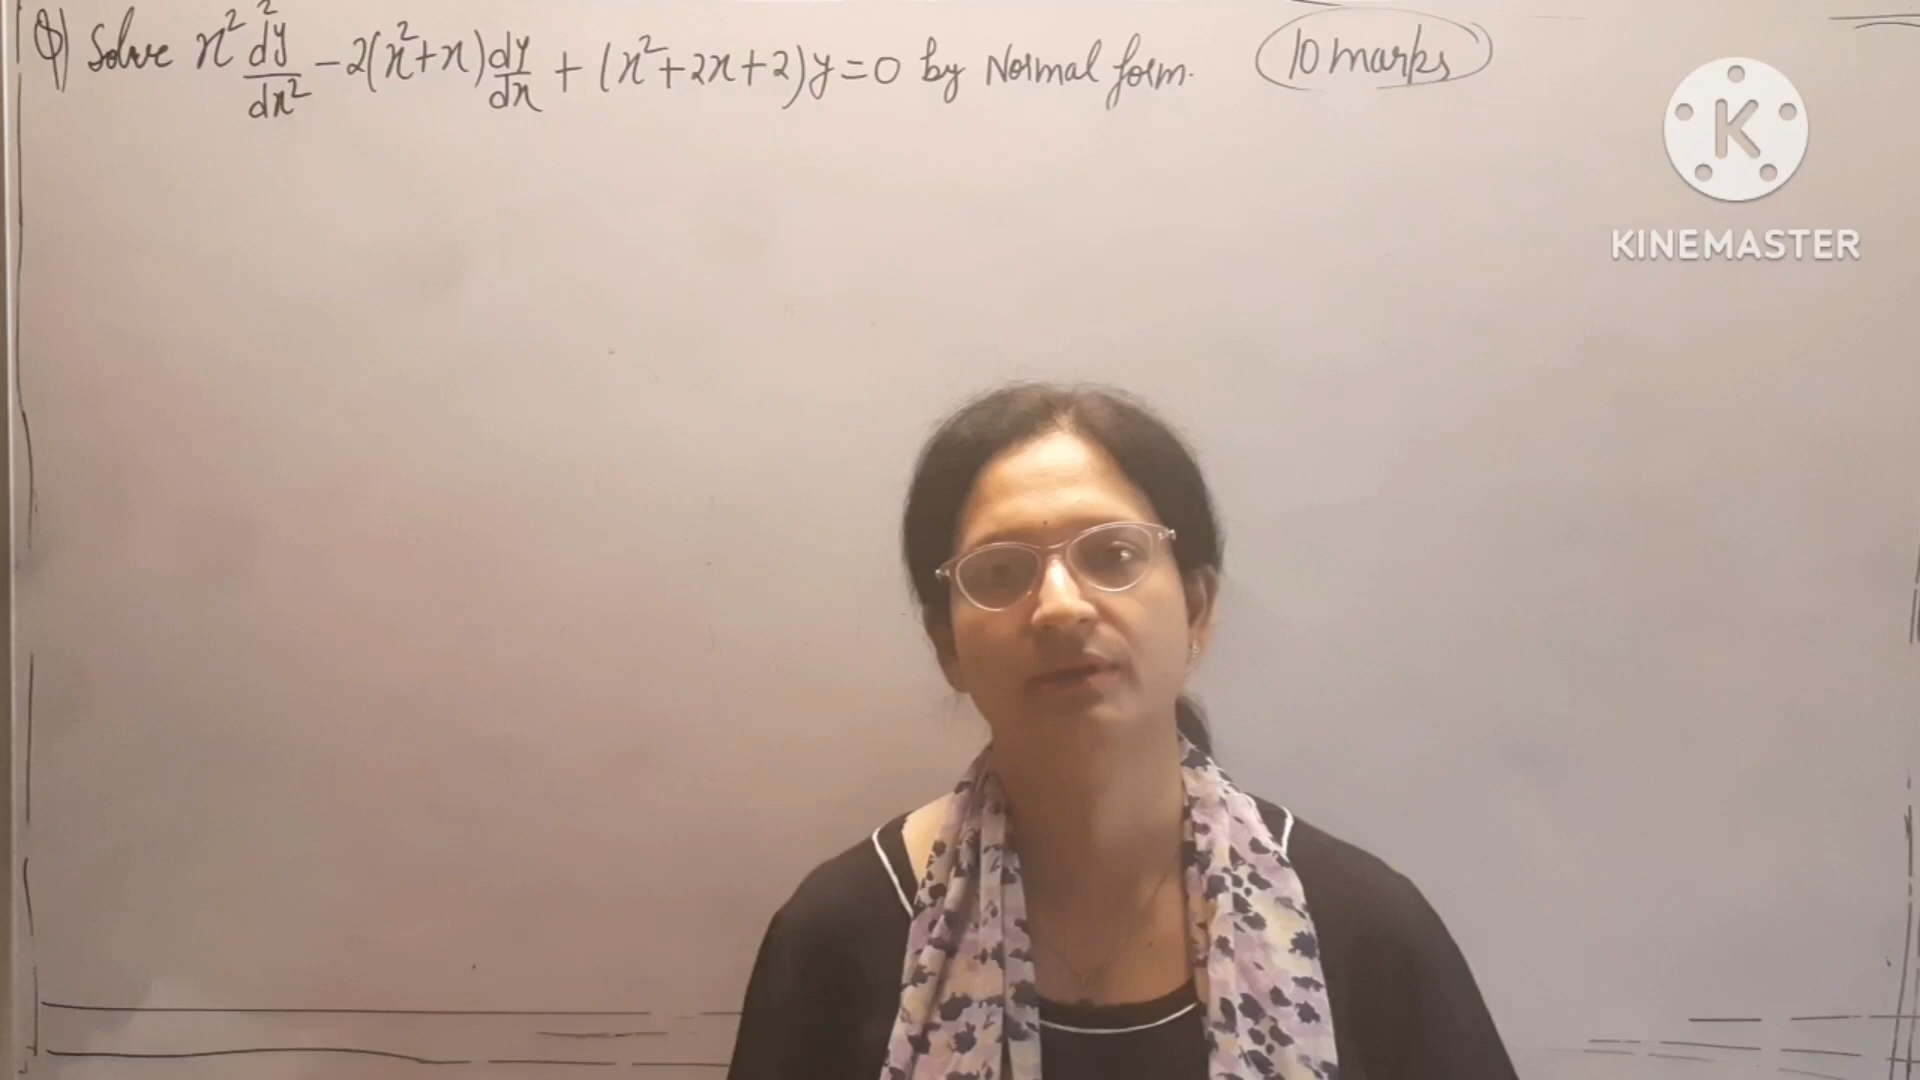 Q) Solve x² d²y/dx² − 2(x²+x) dy/dx + (x²+2x+2)y = 0 by Normal form. 10 marks
K
KINEMASTER